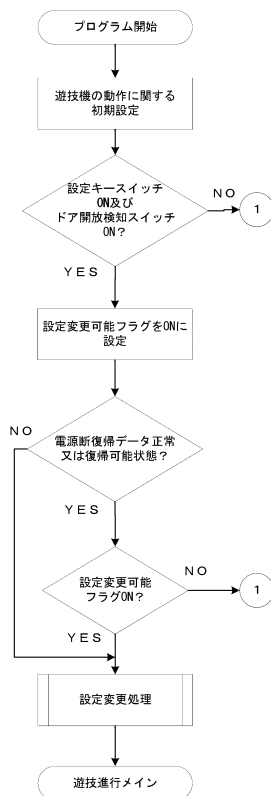 プログラム開始
遊技機の動作に関する
初期設定
設定キースイッチ
ON及び
ドア開放検知スイッチ
ON？
NO
1
YES
設定変更可能フラグをONに
設定
NO
電源断復帰データ正常
又は復帰可能状態？
YES
設定変更可能
フラグON？
NO
1
YES
設定変更処理
遊技進行メイン